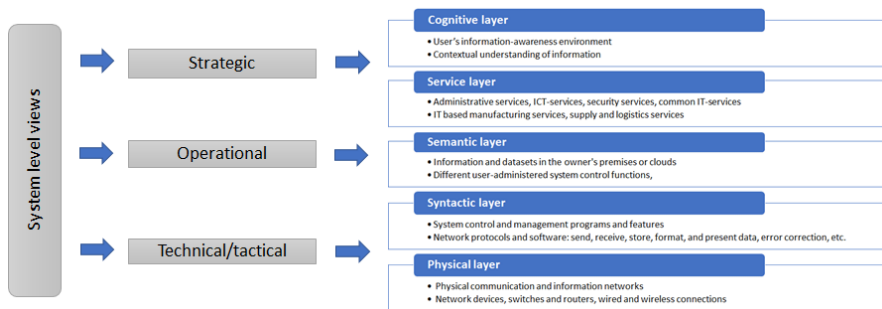 System level views
Strategic
Operational
Technical/tactical
Cognitive layer
• User's information-awareness environment
• Contextual understanding of information
Service layer
• Administrative services, ICT-services, security services, common IT-services
• IT based manufacturing services, supply and logistics services
Semantic layer
• Information and datasets in the owner's premises or clouds
• Different user-administered system control functions,
Syntactic layer
• System control and management programs and features
• Network protocols and software: send, receive, store, format, and present data, error correction, etc.
Physical layer
• Physical communication and information networks
• Network devices, switches and routers, wired and wireless connections